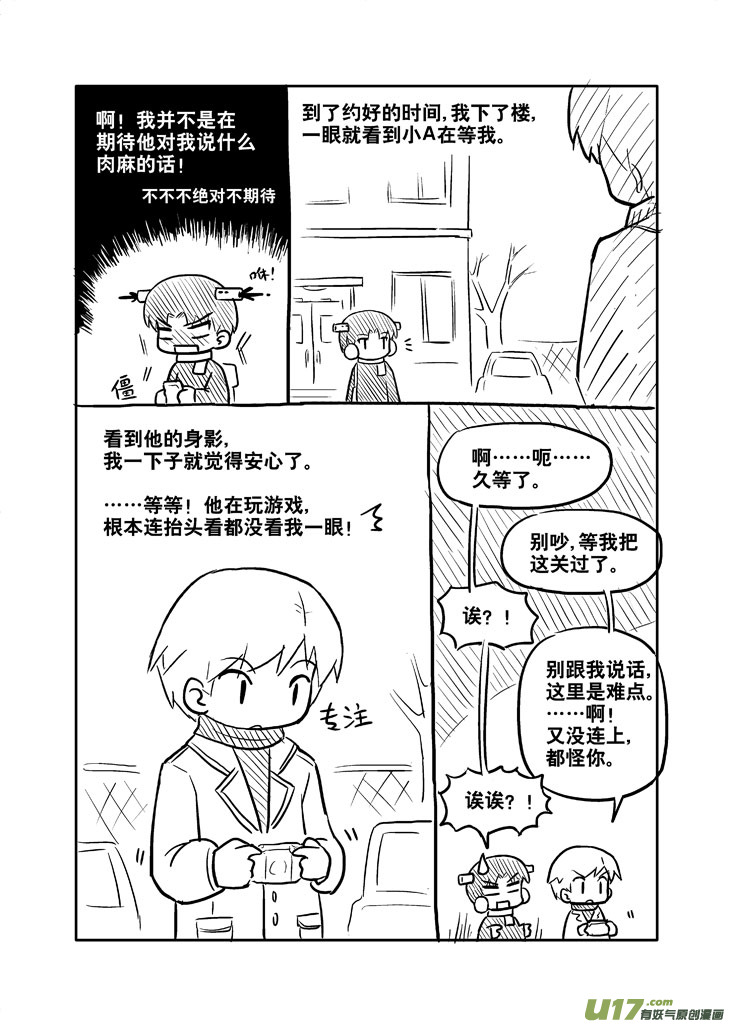 啊！我并不是在
期待他对我说什么
肉麻的话！
不不不绝对不期待
咻！
僵
到了约好的时间,我下了楼,
一眼就看到小A在等我。
看到他的身影,
我一下子就觉得安心了。
……等等！他在玩游戏,
根本连抬头看都没看我一眼！
专注
啊……呃……
久等了。
别吵,等我把
这关过了。
诶？！
别跟我说话,
这里是难点。
……啊！
又没连上,
都怪你。
诶诶？！
U17.com
有妖气原创漫画